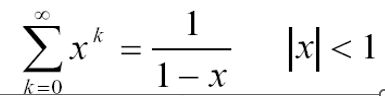 ∑_{k=0}^{∞} x^k = 1/(1 − x)   |x| < 1